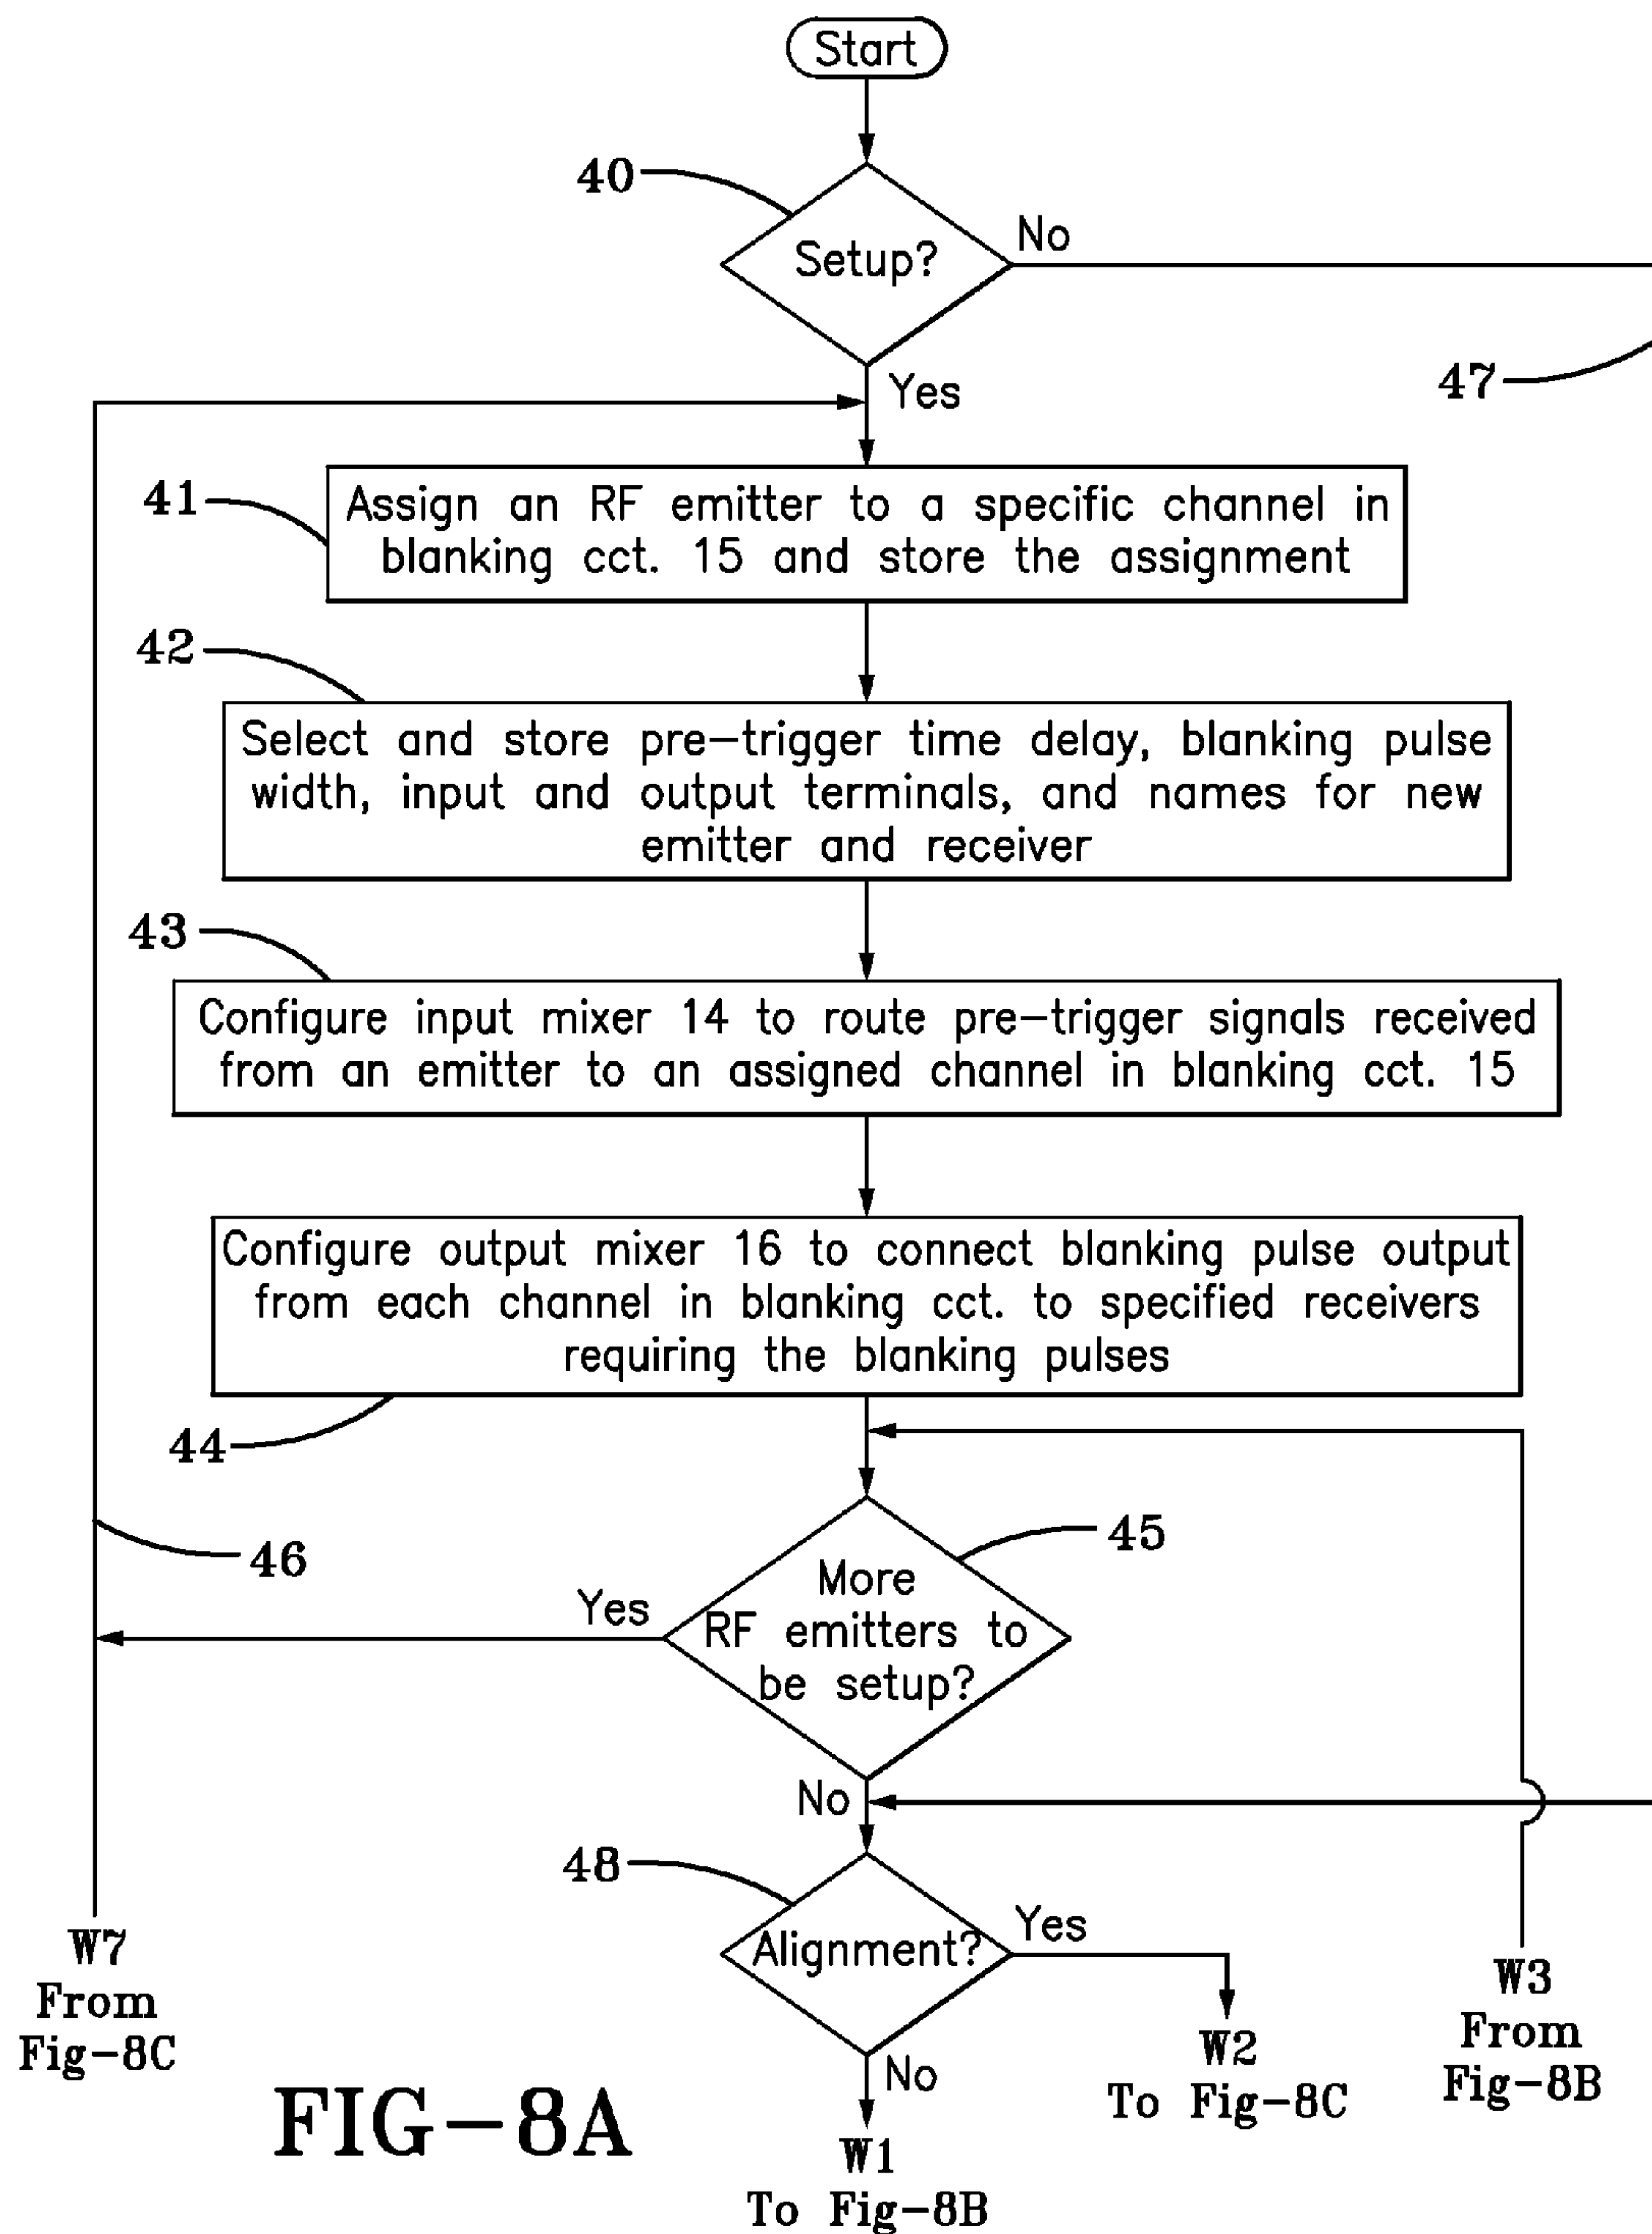 Start
40
Setup?
No
47
Yes
41
Assign an RF emitter to a specific channel in
blanking cct. 15 and store the assignment
42
Select and store pre-trigger time delay, blanking pulse
width, input and output terminals, and names for new
emitter and receiver
43
Configure input mixer 14 to route pre-trigger signals received
from an emitter to an assigned channel in blanking cct. 15
Configure output mixer 16 to connect blanking pulse output
from each channel in blanking cct. to specified receivers
requiring the blanking pulses
44
45
46
More
RF emitters to
be setup?
Yes
No
48
Alignment?
Yes
No
W7
From
Fig-8C
W2
To Fig-8C
W3
From
Fig-8B
W1
To Fig-8B
FIG-8A